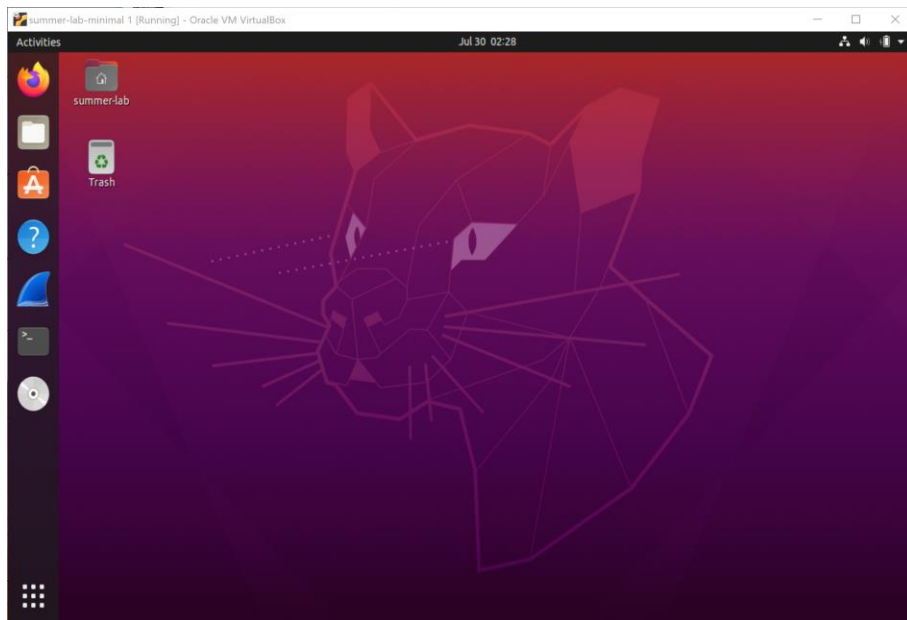 summer-lab-minimal 1 [Running] - Oracle VM VirtualBox
Activities
Jul 30 02:28
summer-lab
Trash